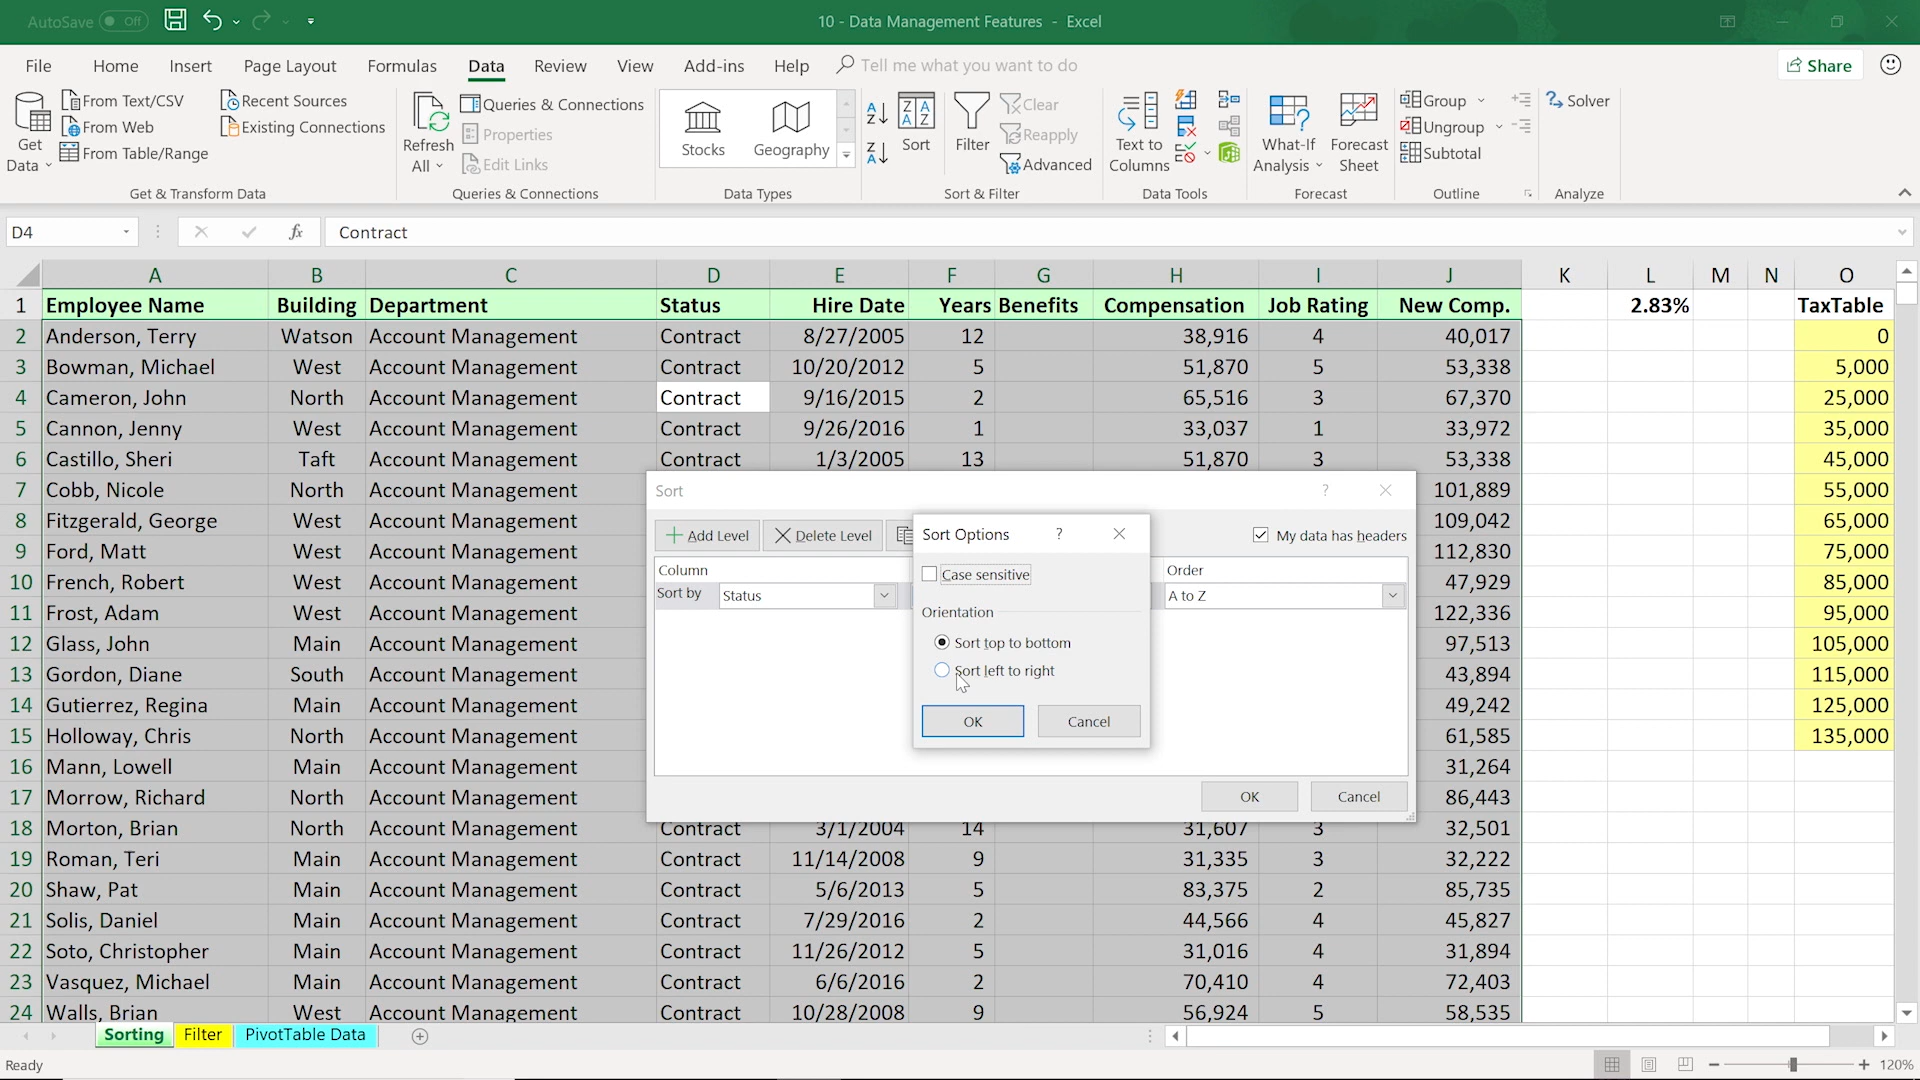 AutoSave Off 10 - Data Management Features - Excel
File Home Insert Page Layout Formulas Data Review View Add-ins Help Tell me what you want to do Share
Get Data From Text/CSV From Web From Table/Range Recent Sources Existing Connections
Refresh All Queries & Connections Properties Edit Links
Stocks Geography
Sort Filter Clear Reapply Advanced
Text to Columns What-If Analysis Forecast Sheet Group Ungroup Subtotal Solver
Get & Transform Data Queries & Connections Data Types Sort & Filter Data Tools Forecast Outline Analyze
D4 fx Contract
A B C D E F G H I J K L M N O
1 Employee Name Building Department Status Hire Date Years Benefits Compensation Job Rating New Comp. 2.83% TaxTable
2 Anderson, Terry Watson Account Management Contract 8/27/2005 12 38,916 4 40,017 0
3 Bowman, Michael West Account Management Contract 10/20/2012 5 51,870 5 53,338 5,000
4 Cameron, John North Account Management Contract 9/16/2015 2 65,516 3 67,370 25,000
5 Cannon, Jenny West Account Management Contract 9/26/2016 1 33,037 1 33,972 35,000
6 Castillo, Sheri Taft Account Management Contract 1/3/2005 13 51,870 3 53,338 45,000
7 Cobb, Nicole North Account Management 101,889 55,000
8 Fitzgerald, George West Account Management 109,042 65,000
9 Ford, Matt West Account Management 112,830 75,000
10 French, Robert West Account Management 47,929 85,000
11 Frost, Adam West Account Management 122,336 95,000
12 Glass, John Main Account Management 97,513 105,000
13 Gordon, Diane South Account Management 43,894 115,000
14 Gutierrez, Regina Main Account Management 49,242 125,000
15 Holloway, Chris North Account Management 61,585 135,000
16 Mann, Lowell Main Account Management 31,264
17 Morrow, Richard North Account Management 86,443
18 Morton, Brian North Account Management Contract 3/1/2004 14 31,607 3 32,501
19 Roman, Teri Main Account Management Contract 11/14/2008 9 31,335 3 32,222
20 Shaw, Pat Main Account Management Contract 5/6/2013 5 83,375 2 85,735
21 Solis, Daniel Main Account Management Contract 7/29/2016 2 44,566 4 45,827
22 Soto, Christopher Main Account Management Contract 11/26/2012 5 31,016 4 31,894
23 Vasquez, Michael Main Account Management Contract 6/6/2016 2 70,410 4 72,403
24 Walls, Brian West Account Management Contract 10/28/2008 9 56,924 5 58,535
Sort ?
Add Level Delete Level My data has headers
Column Order
Sort by Status A to Z
OK Cancel
Sort Options ?
Case sensitive
Orientation
Sort top to bottom
Sort left to right
OK Cancel
Sorting Filter PivotTable Data
Ready 120%